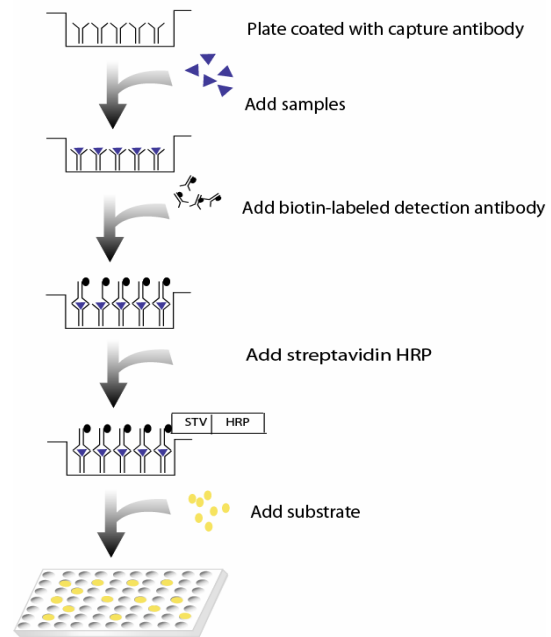 Plate coated with capture antibody
Add samples
Add biotin-labeled detection antibody
Add streptavidin HRP
STV HRP
Add substrate